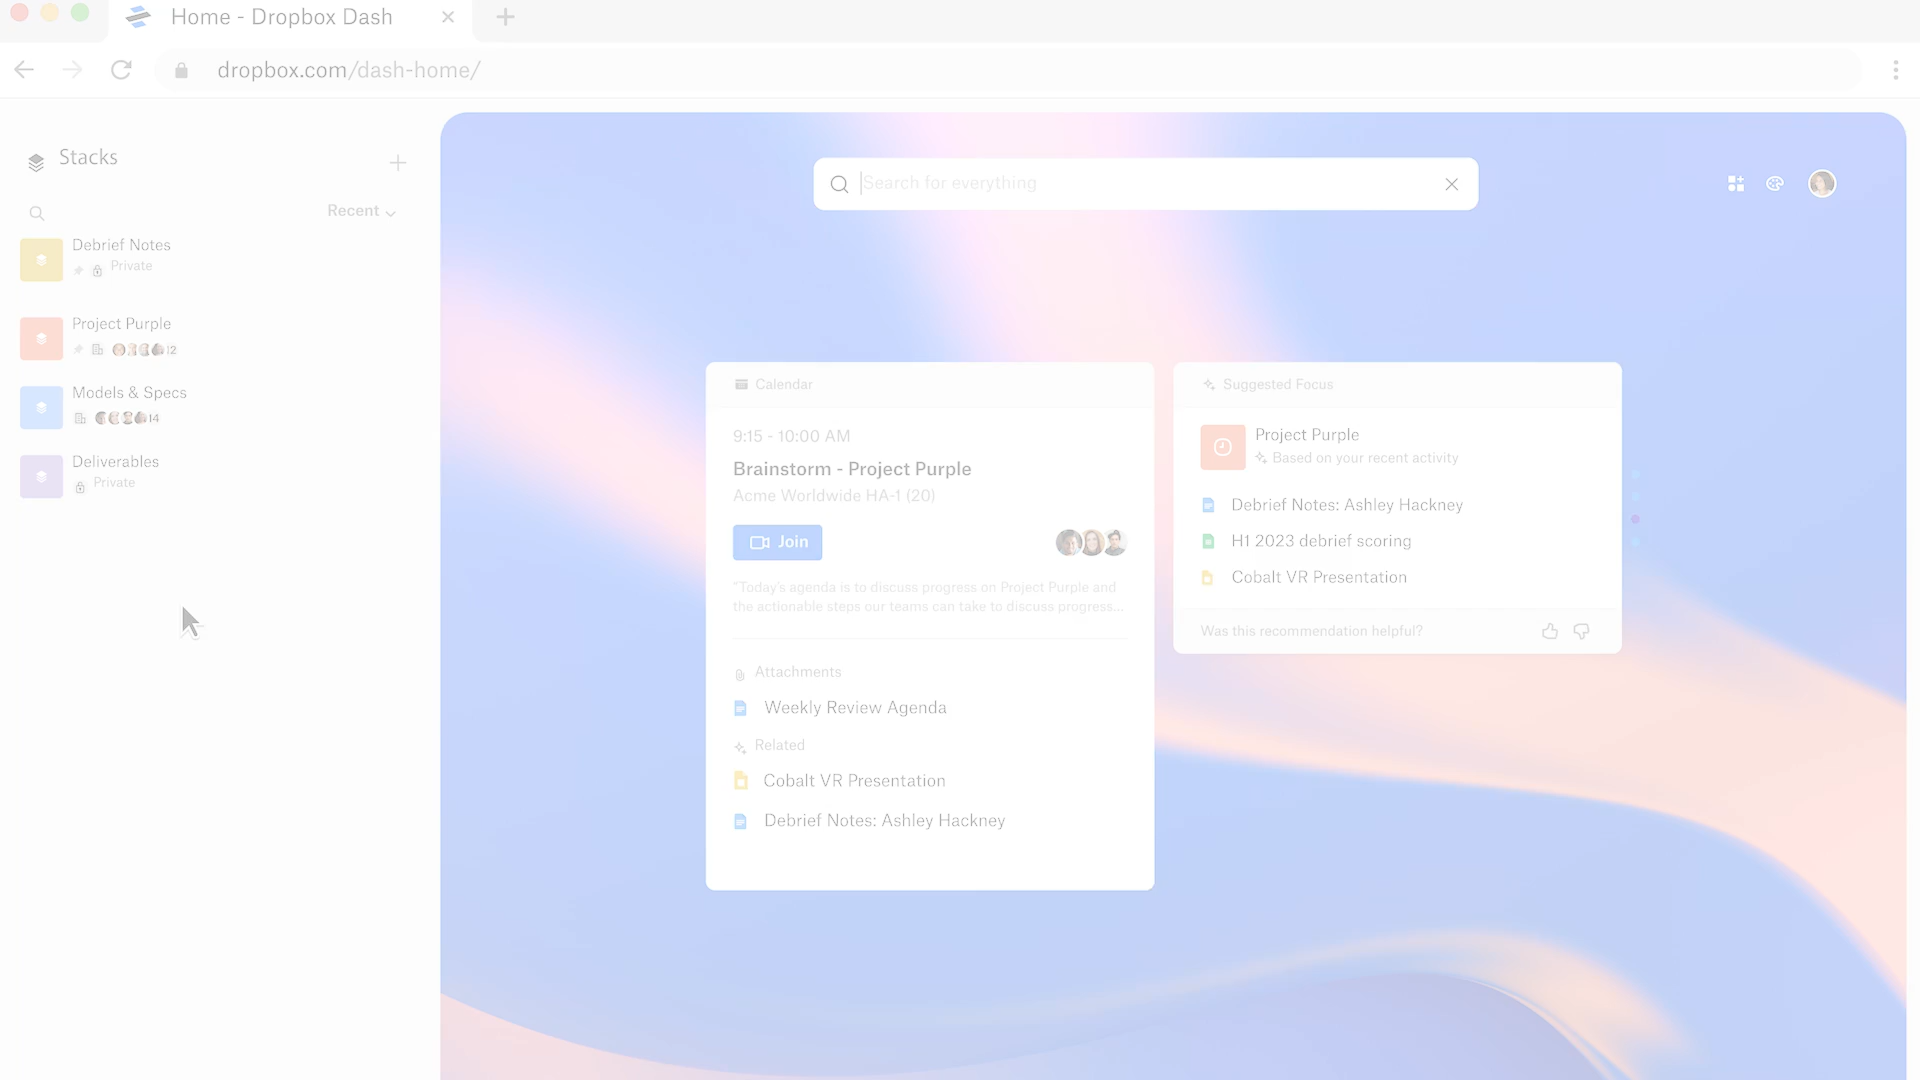 Home - Dropbox Dash
dropbox.com/dash-home/
Stacks
Recent
Debrief Notes
Private
Project Purple
12
Models & Specs
14
Deliverables
Private
Search for everything
Calendar
9:15 - 10:00 AM
Brainstorm - Project Purple
Acme Worldwide HA-1 (20)
Join
"Today's agenda is to discuss progress on Project Purple and
the actionable steps our teams can take to discuss progress...
Attachments
Weekly Review Agenda
Related
Cobalt VR Presentation
Debrief Notes: Ashley Hackney
Suggested Focus
Project Purple
Based on your recent activity
Debrief Notes: Ashley Hackney
H1 2023 debrief scoring
Cobalt VR Presentation
Was this recommendation helpful?